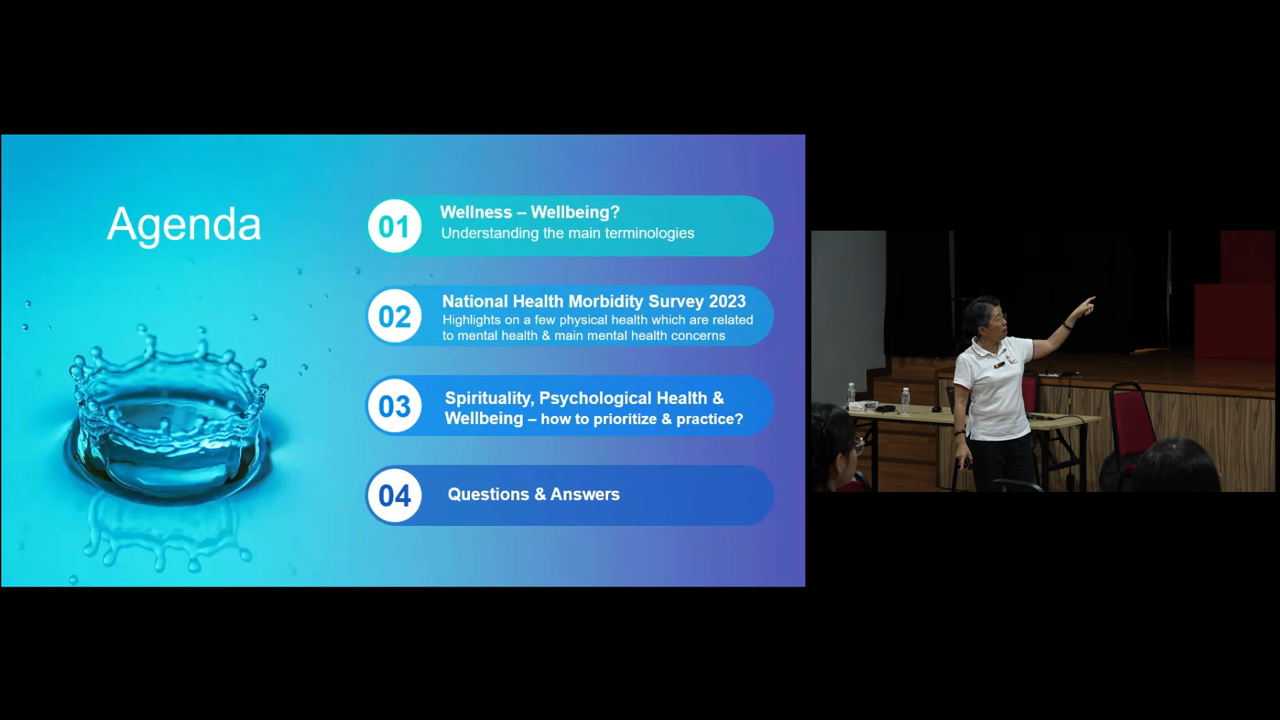 Agenda
01
Wellness – Wellbeing?
Understanding the main terminologies
02
National Health Morbidity Survey 2023
Highlights on a few physical health which are related
to mental health & main mental health concerns
03
Spirituality, Psychological Health &
Wellbeing – how to prioritize & practice?
04
Questions & Answers